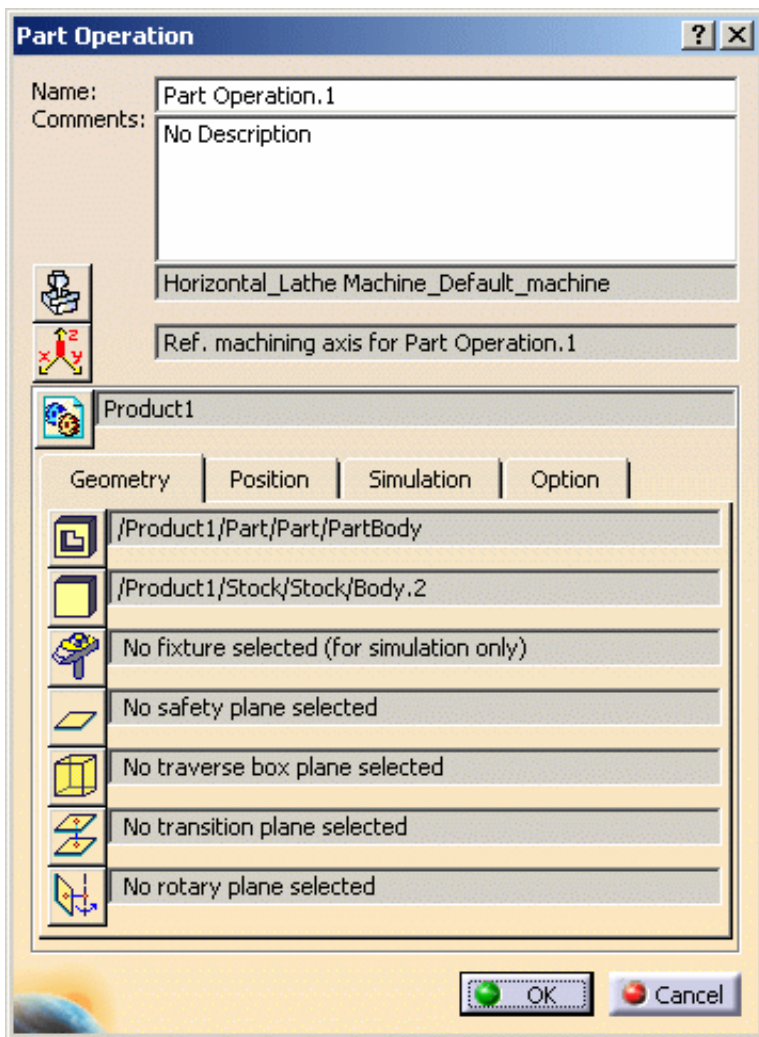 Part Operation
Name:
Part Operation.1
Comments:
No Description
Horizontal_Lathe Machine_Default_machine
Ref. machining axis for Part Operation.1
Product1
Geometry
Position
Simulation
Option
/Product1/Part/Part/PartBody
/Product1/Stock/Stock/Body.2
No fixture selected (for simulation only)
No safety plane selected
No traverse box plane selected
No transition plane selected
No rotary plane selected
OK
Cancel